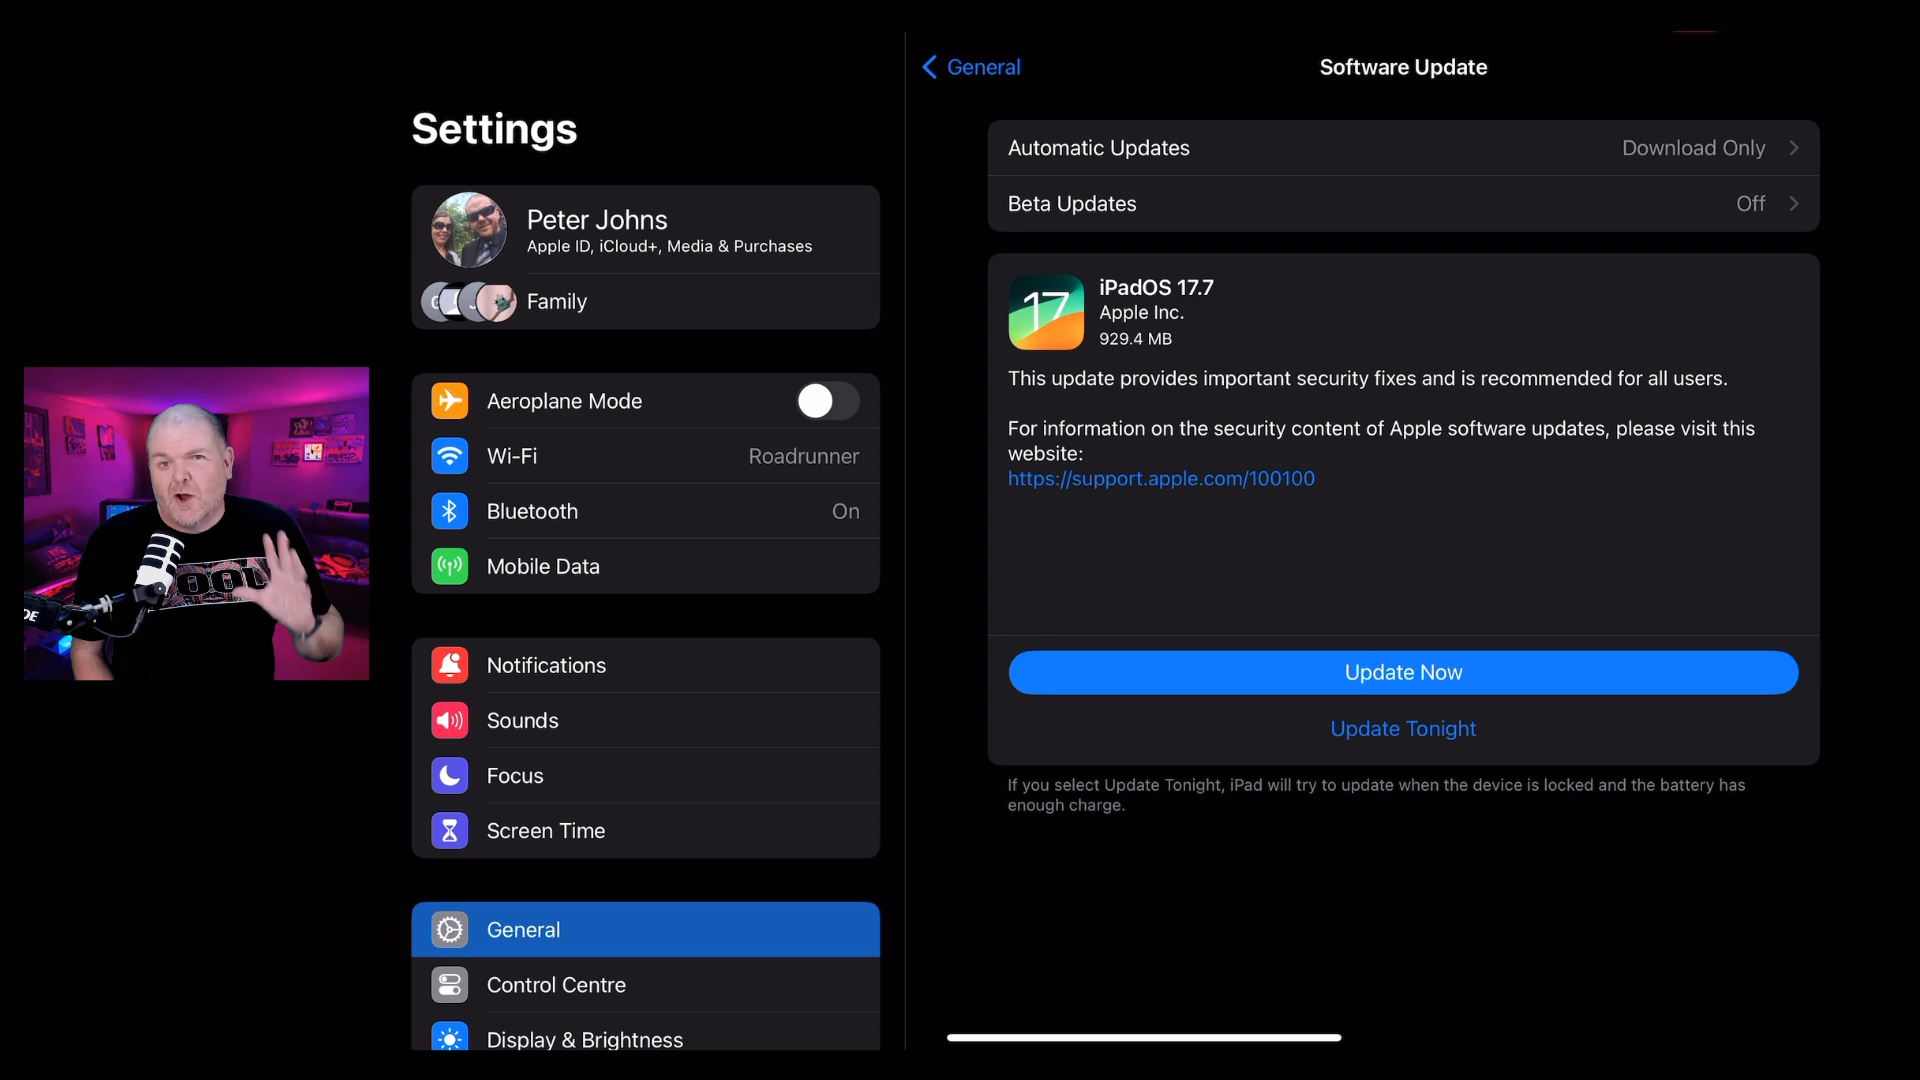 Settings
Peter Johns
Apple ID, iCloud+, Media & Purchases
Family
Aeroplane Mode
Wi-Fi
Roadrunner
Bluetooth
On
Mobile Data
Notifications
Sounds
Focus
Screen Time
General
Control Centre
Display & Brightness
General
Software Update
Automatic Updates
Download Only
Beta Updates
Off
17
iPadOS 17.7
Apple Inc.
929.4 MB
This update provides important security fixes and is recommended for all users.
For information on the security content of Apple software updates, please visit this
website:
https://support.apple.com/100100
Update Now
Update Tonight
If you select Update Tonight, iPad will try to update when the device is locked and the battery has
enough charge.